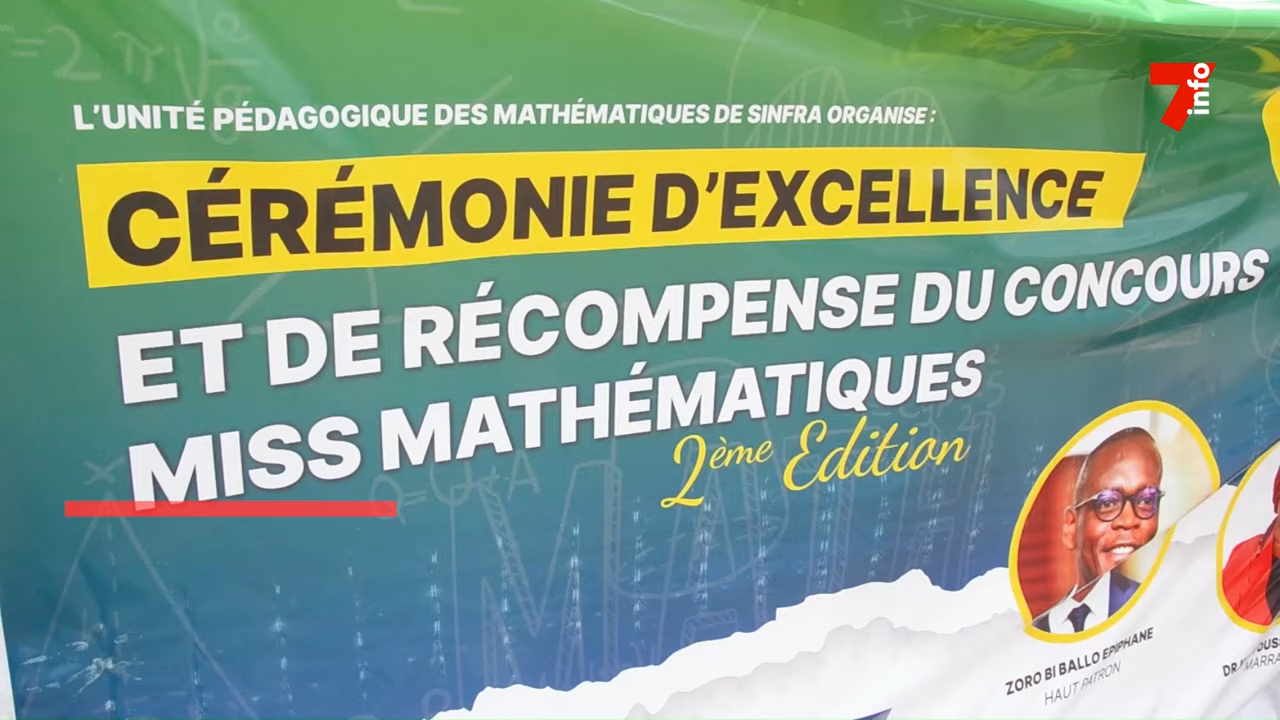 7info
L'UNITÉ PÉDAGOGIQUE DES MATHÉMATIQUES DE SINFRA ORGANISE :
CÉRÉMONIE D'EXCELLENCE
ET DE RÉCOMPENSE DU CONCOURS
MISS MATHÉMATIQUES
2ème Edition
ZORO BI BALLO EPIPHANE
HAUT PATRON
DR